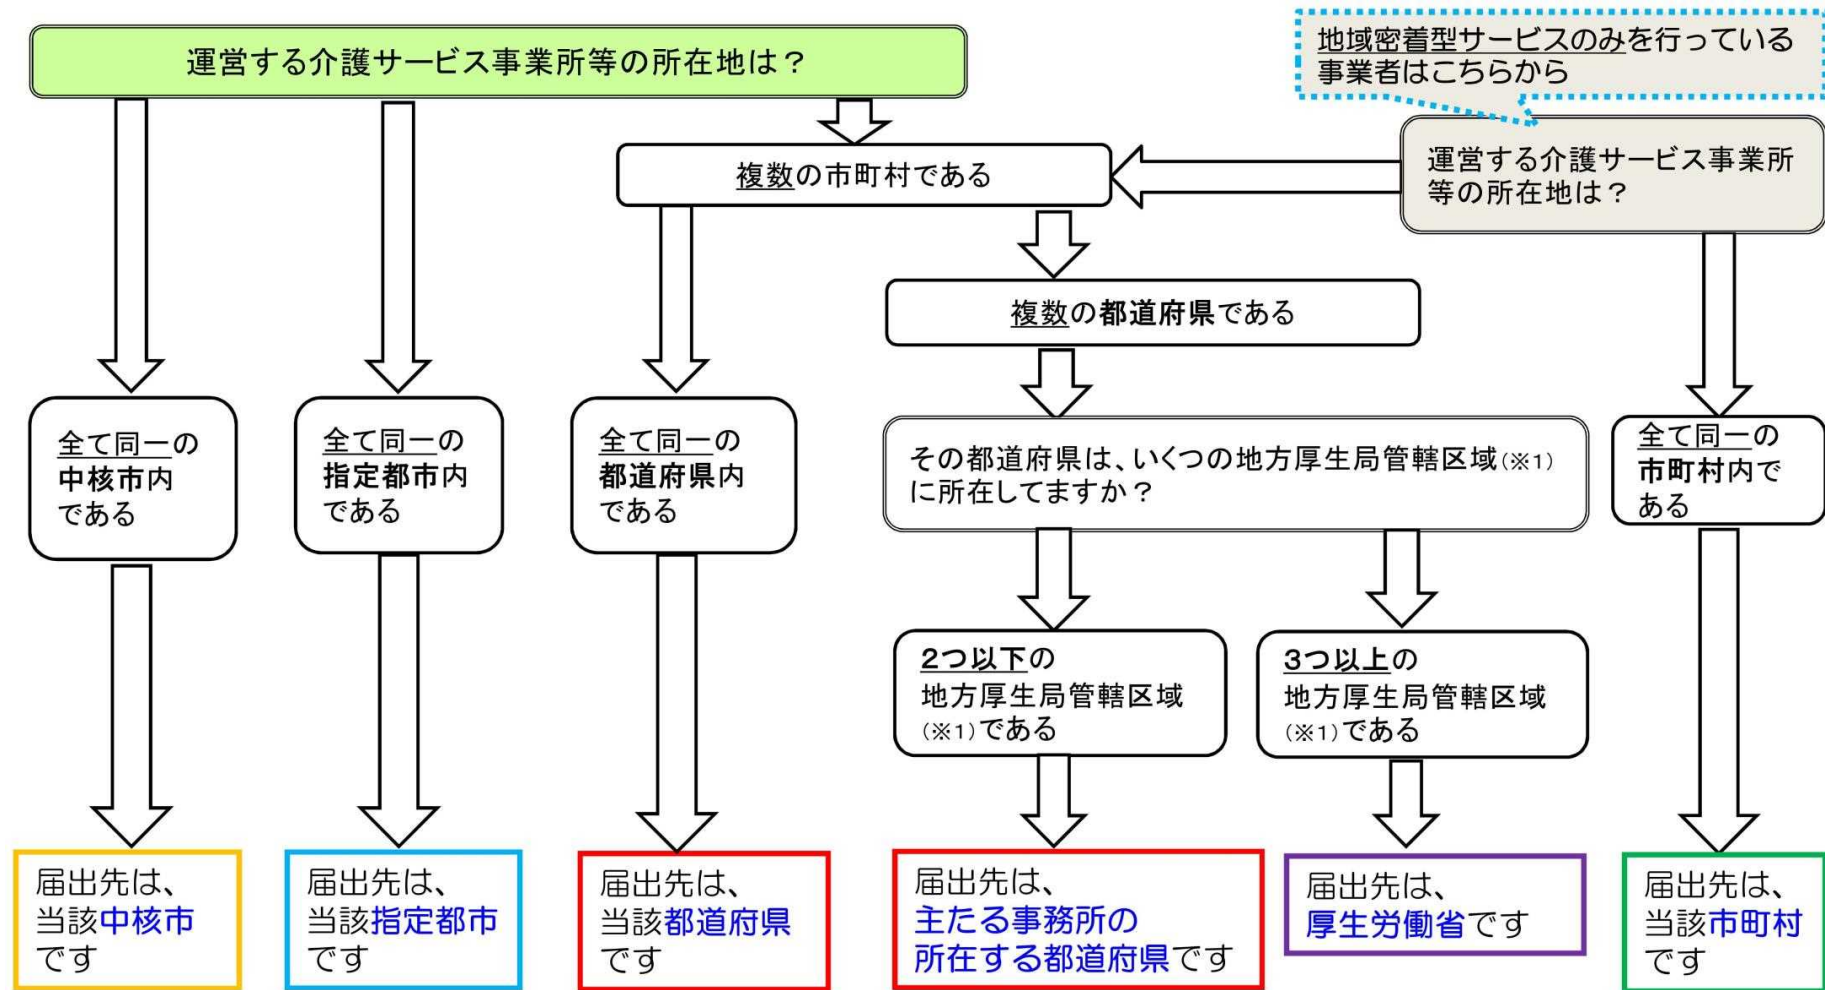 運営する介護サービス事業所等の所在地は？
地域密着型サービスのみを行っている
事業者はこちらから
複数の市町村である
運営する介護サービス事業所
等の所在地は？
複数の都道府県である
全て同一の
中核市内
である
全て同一の
指定都市内
である
全て同一の
都道府県内
である
その都道府県は、いくつの地方厚生局管轄区域(※1)
に所在してますか？
全て同一の
市町村内で
ある
2つ以下の
地方厚生局管轄区域
(※1)である
3つ以上の
地方厚生局管轄区域
(※1)である
届出先は、
当該中核市
です
届出先は、
当該指定都市
です
届出先は、
当該都道府県
です
届出先は、
主たる事務所の
所在する都道府県です
届出先は、
厚生労働省です
届出先は、
当該市町村
です